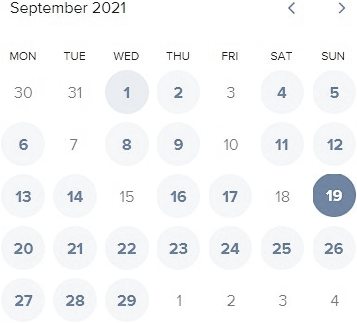 September 2021
MON TUE WED THU FRI SAT SUN
30 31 1 2 3 4 5
6 7 8 9 10 11 12
13 14 15 16 17 18 19
20 21 22 23 24 25 26
27 28 29 1 2 3 4